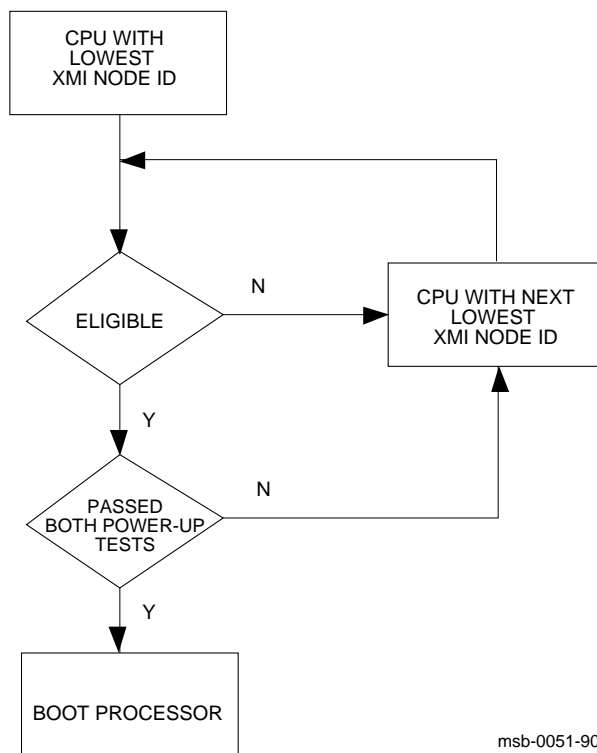 CPU WITH
LOWEST
XMI NODE ID
N
ELIGIBLE
CPU WITH NEXT
LOWEST
XMI NODE ID
Y
PASSED
BOTH POWER-UP
TESTS
N
Y
BOOT PROCESSOR
msb-0051-90